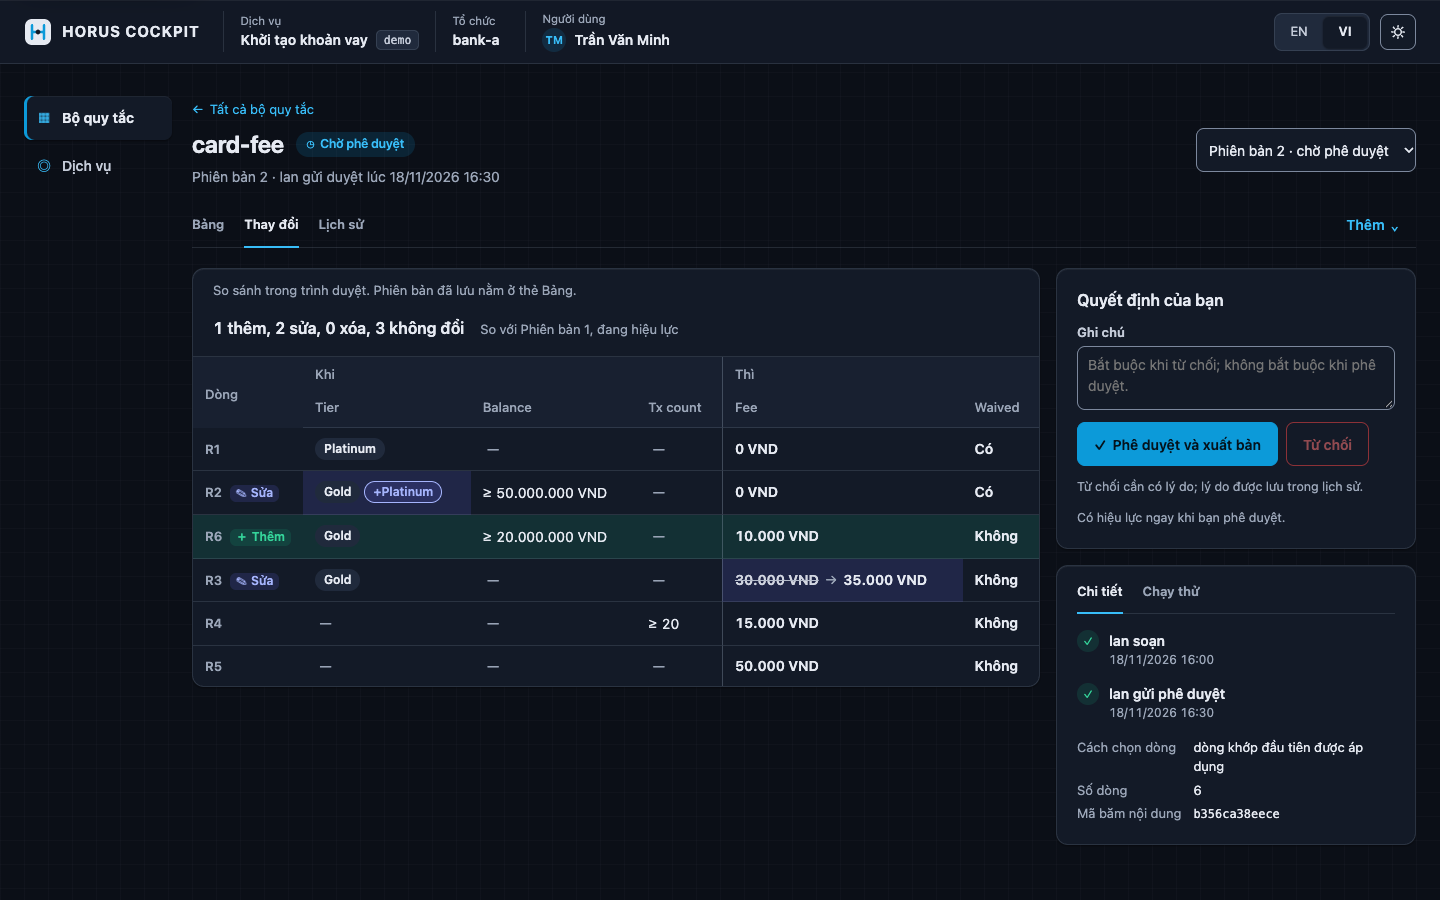 HORUS COCKPIT
Dịch vụ
Khởi tạo khoản vay demo
Tổ chức
bank-a
Người dùng
TM Trần Văn Minh
EN VI
Bộ quy tắc
Dịch vụ
← Tất cả bộ quy tắc
card-fee Chờ phê duyệt
Phiên bản 2 · lan gửi duyệt lúc 18/11/2026 16:30
Phiên bản 2 · chờ phê duyệt
Bảng Thay đổi Lịch sử
Thêm
So sánh trong trình duyệt. Phiên bản đã lưu nằm ở thẻ Bảng.
1 thêm, 2 sửa, 0 xóa, 3 không đổi So với Phiên bản 1, đang hiệu lực
Khi Thì
Dòng
Tier Balance Tx count Fee Waived
R1 Platinum — — 0 VND Có
R2 ✎ Sửa Gold +Platinum ≥ 50.000.000 VND — 0 VND Có
R6 + Thêm Gold ≥ 20.000.000 VND — 10.000 VND Không
R3 ✎ Sửa Gold — — 30.000 VND → 35.000 VND Không
R4 — — ≥ 20 15.000 VND Không
R5 — — — 50.000 VND Không
Quyết định của bạn
Ghi chú
Bắt buộc khi từ chối; không bắt buộc khi phê
duyệt.
✓ Phê duyệt và xuất bản
Từ chối
Từ chối cần có lý do; lý do được lưu trong lịch sử.
Có hiệu lực ngay khi bạn phê duyệt.
Chi tiết Chạy thử
✓ lan soạn
18/11/2026 16:00
✓ lan gửi phê duyệt
18/11/2026 16:30
Cách chọn dòng dòng khớp đầu tiên được áp
dụng
Số dòng 6
Mã băm nội dung b356ca38eece